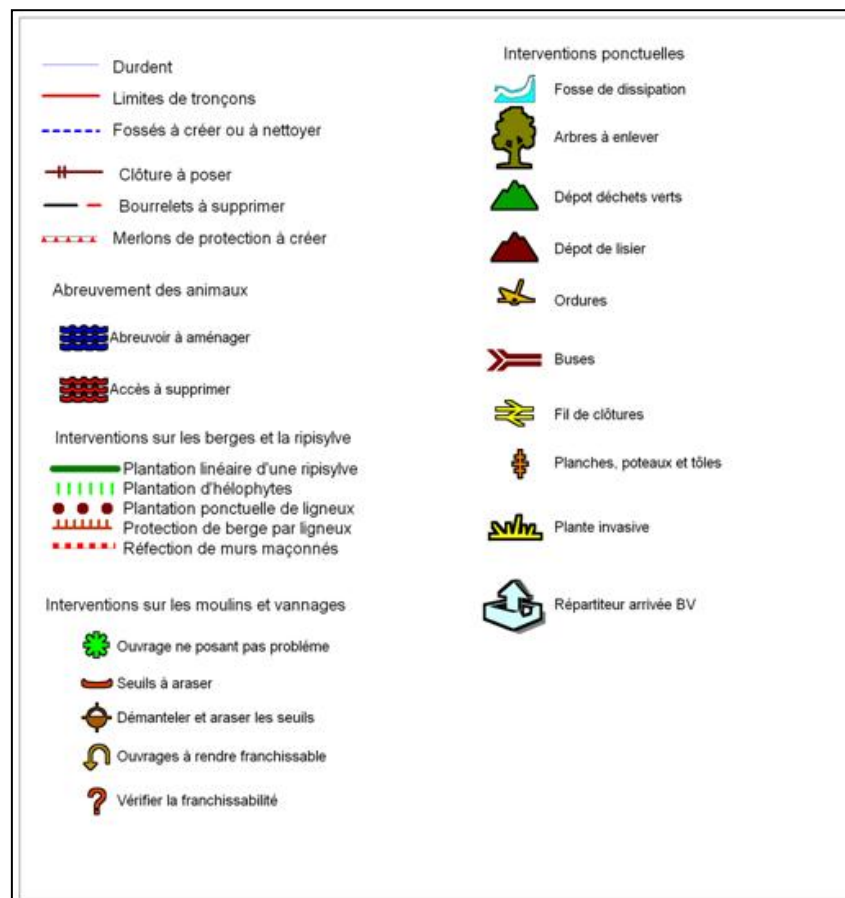 Durdent
Limites de tronçons
Fossés à créer ou à nettoyer
Clôture à poser
Bourrelets à supprimer
Merlons de protection à créer
Abreuvement des animaux
Abreuvoir à aménager
Accès à supprimer
Interventions sur les berges et la ripisylve
Plantation linéaire d'une ripisylve
Plantation d'hélophytes
Plantation ponctuelle de ligneux
Protection de berge par ligneux
Réfection de murs maçonnés
Interventions sur les moulins et vannages
Ouvrage ne posant pas probléme
Seuils à araser
Démanteler et araser les seuils
Ouvrages à rendre franchissable
Vérifier la franchissabilité
Interventions ponctuelles
Fosse de dissipation
Arbres à enlever
Dépot déchets verts
Dépot de lisier
Ordures
Buses
Fil de clôtures
Planches, poteaux et tôles
Plante invasive
Répartiteur arrivée BV